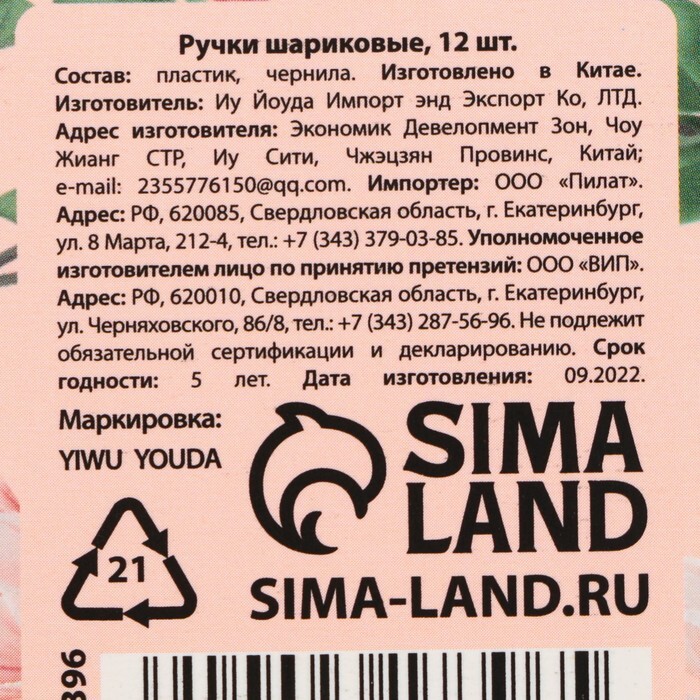 Ручки шариковые, 12 шт.
Состав: пластик, чернила. Изготовлено в Китае.
Изготовитель: Иу Йоуда Импорт энд Экспорт Ко, ЛТД.
Адрес изготовителя: Экономик Девелопмент Зон, Чоу
Жианг СТР, Иу Сити, Чжэцзян Провинс, Китай;
e-mail: 2355776150@qq.com. Импортер: ООО «Пилат».
Адрес: РФ, 620085, Свердловская область, г. Екатеринбург,
ул. 8 Марта, 212-4, тел.: +7 (343) 379-03-85. Уполномоченное
изготовителем лицо по принятию претензий: ООО «ВИП».
Адрес: РФ, 620010, Свердловская область, г. Екатеринбург,
ул. Черняховского, 86/8, тел.: +7 (343) 287-56-96. Не подлежит
обязательной сертификации и декларированию. Срок
годности: 5 лет. Дата изготовления: 09.2022.
Маркировка:
YIWU YOUDA
SIMA
LAND
21
SIMA-LAND.RU